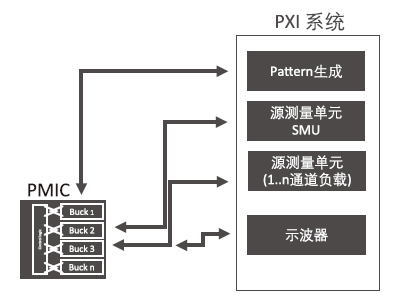 PXI 系统
Pattern生成
源测量单元
SMU
源测量单元
(1..n通道负载)
示波器
PMIC
Buck 1
Buck 2
Buck 3
Buck n